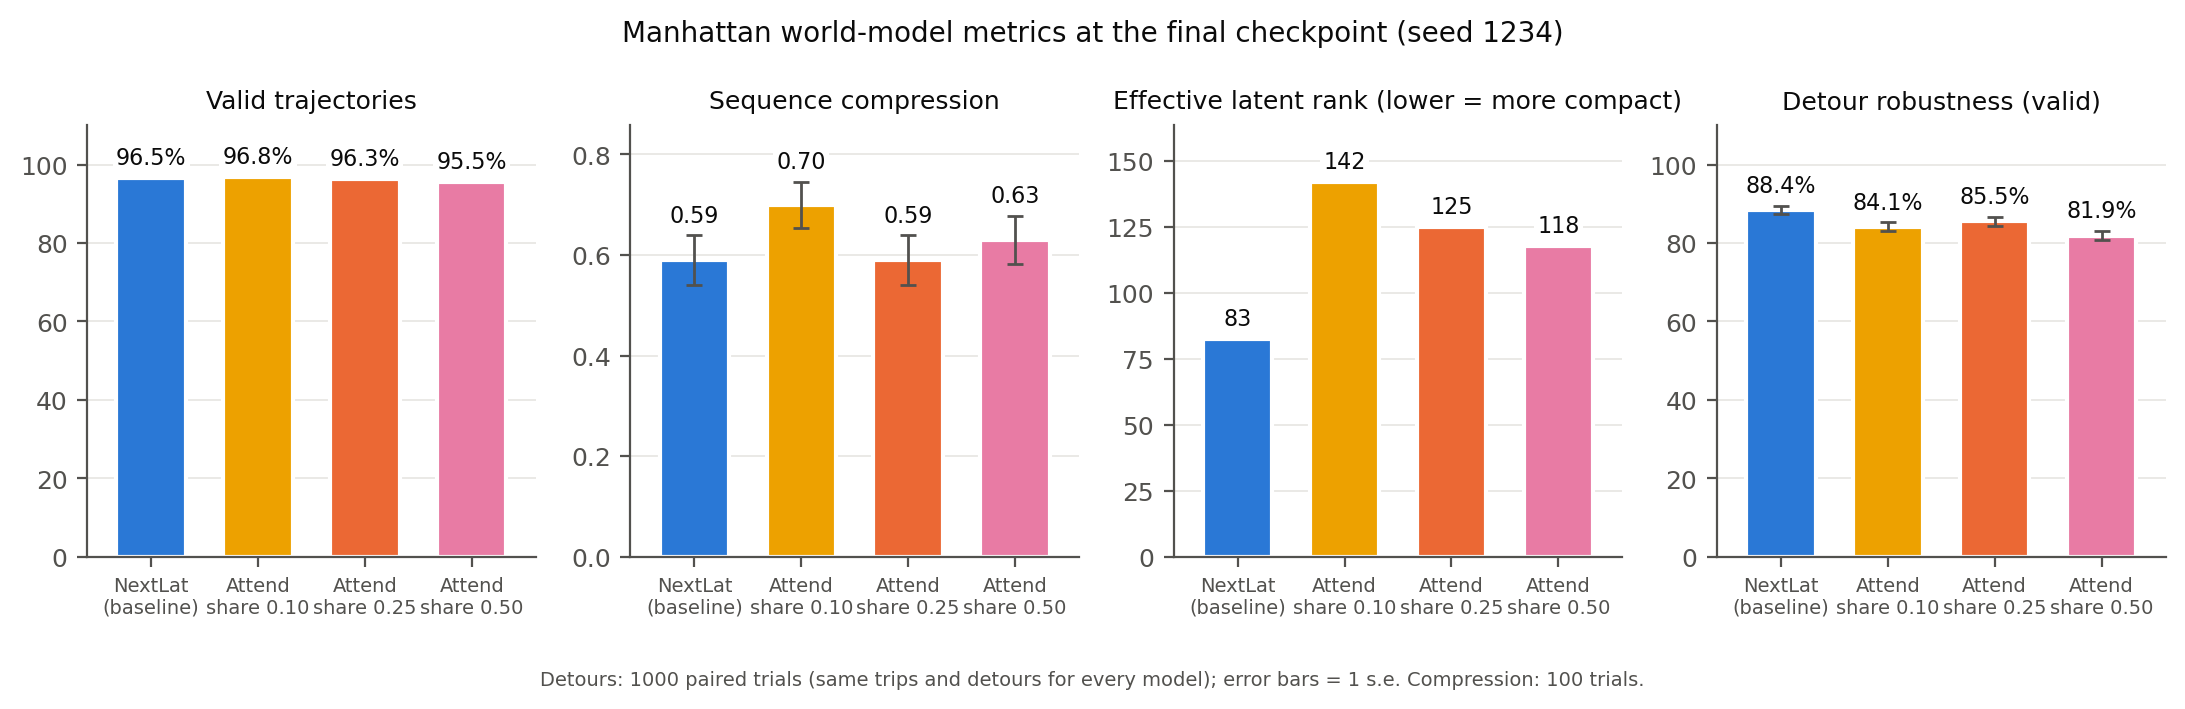 Manhattan world-model metrics at the final checkpoint (seed 1234)
Valid trajectories
100
80
60
40
20
0
96.5%
96.8%
96.3%
95.5%
NextLat
(baseline)
Attend
share 0.10
Attend
share 0.25
Attend
share 0.50
Sequence compression
0.8
0.6
0.4
0.2
0.0
0.59
0.70
0.59
0.63
NextLat
(baseline)
Attend
share 0.10
Attend
share 0.25
Attend
share 0.50
Effective latent rank (lower = more compact)
150
125
100
75
50
25
0
83
142
125
118
NextLat
(baseline)
Attend
share 0.10
Attend
share 0.25
Attend
share 0.50
Detour robustness (valid)
100
80
60
40
20
0
88.4%
84.1%
85.5%
81.9%
NextLat
(baseline)
Attend
share 0.10
Attend
share 0.25
Attend
share 0.50
Detours: 1000 paired trials (same trips and detours for every model); error bars = 1 s.e. Compression: 100 trials.